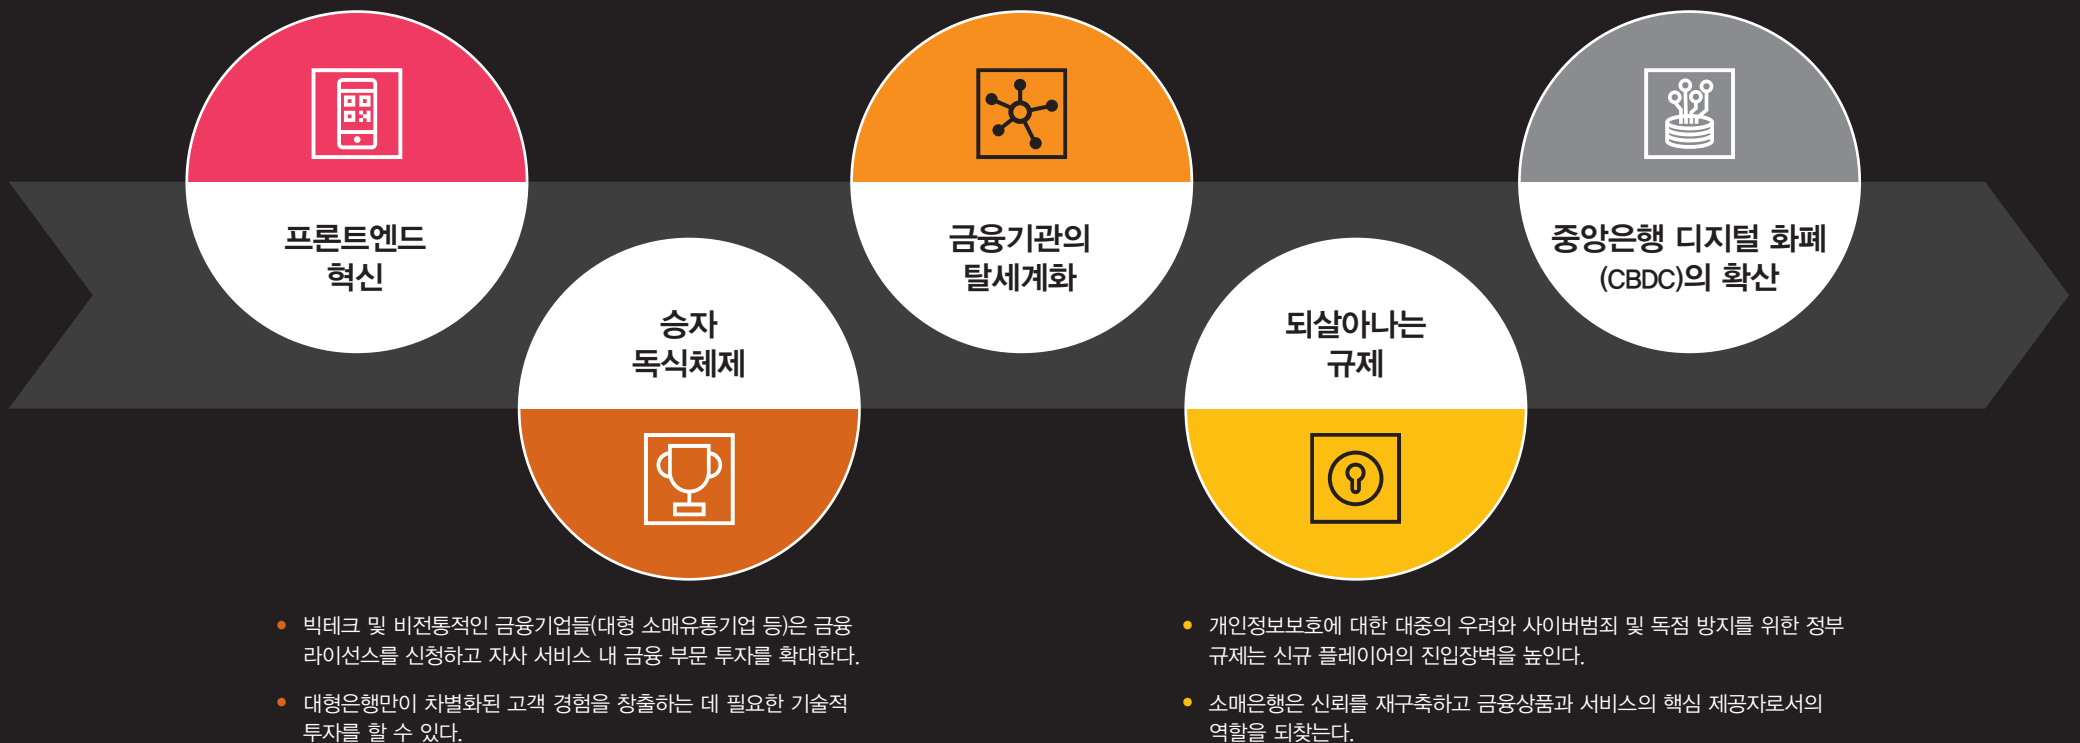 프론트엔드
혁신
승자
독식체제
금융기관의
탈세계화
되살아나는
규제
중앙은행 디지털 화폐
(CBDC)의 확산
• 빅테크 및 비전통적인 금융기업들(대형 소매유통기업 등)은 금융
라이선스를 신청하고 자사 서비스 내 금융 부문 투자를 확대한다.
• 대형은행만이 차별화된 고객 경험을 창출하는 데 필요한 기술적
투자를 할 수 있다.
• 개인정보보호에 대한 대중의 우려와 사이버범죄 및 독점 방지를 위한 정부
규제는 신규 플레이어의 진입장벽을 높인다.
• 소매은행은 신뢰를 재구축하고 금융상품과 서비스의 핵심 제공자로서의
역할을 되찾는다.